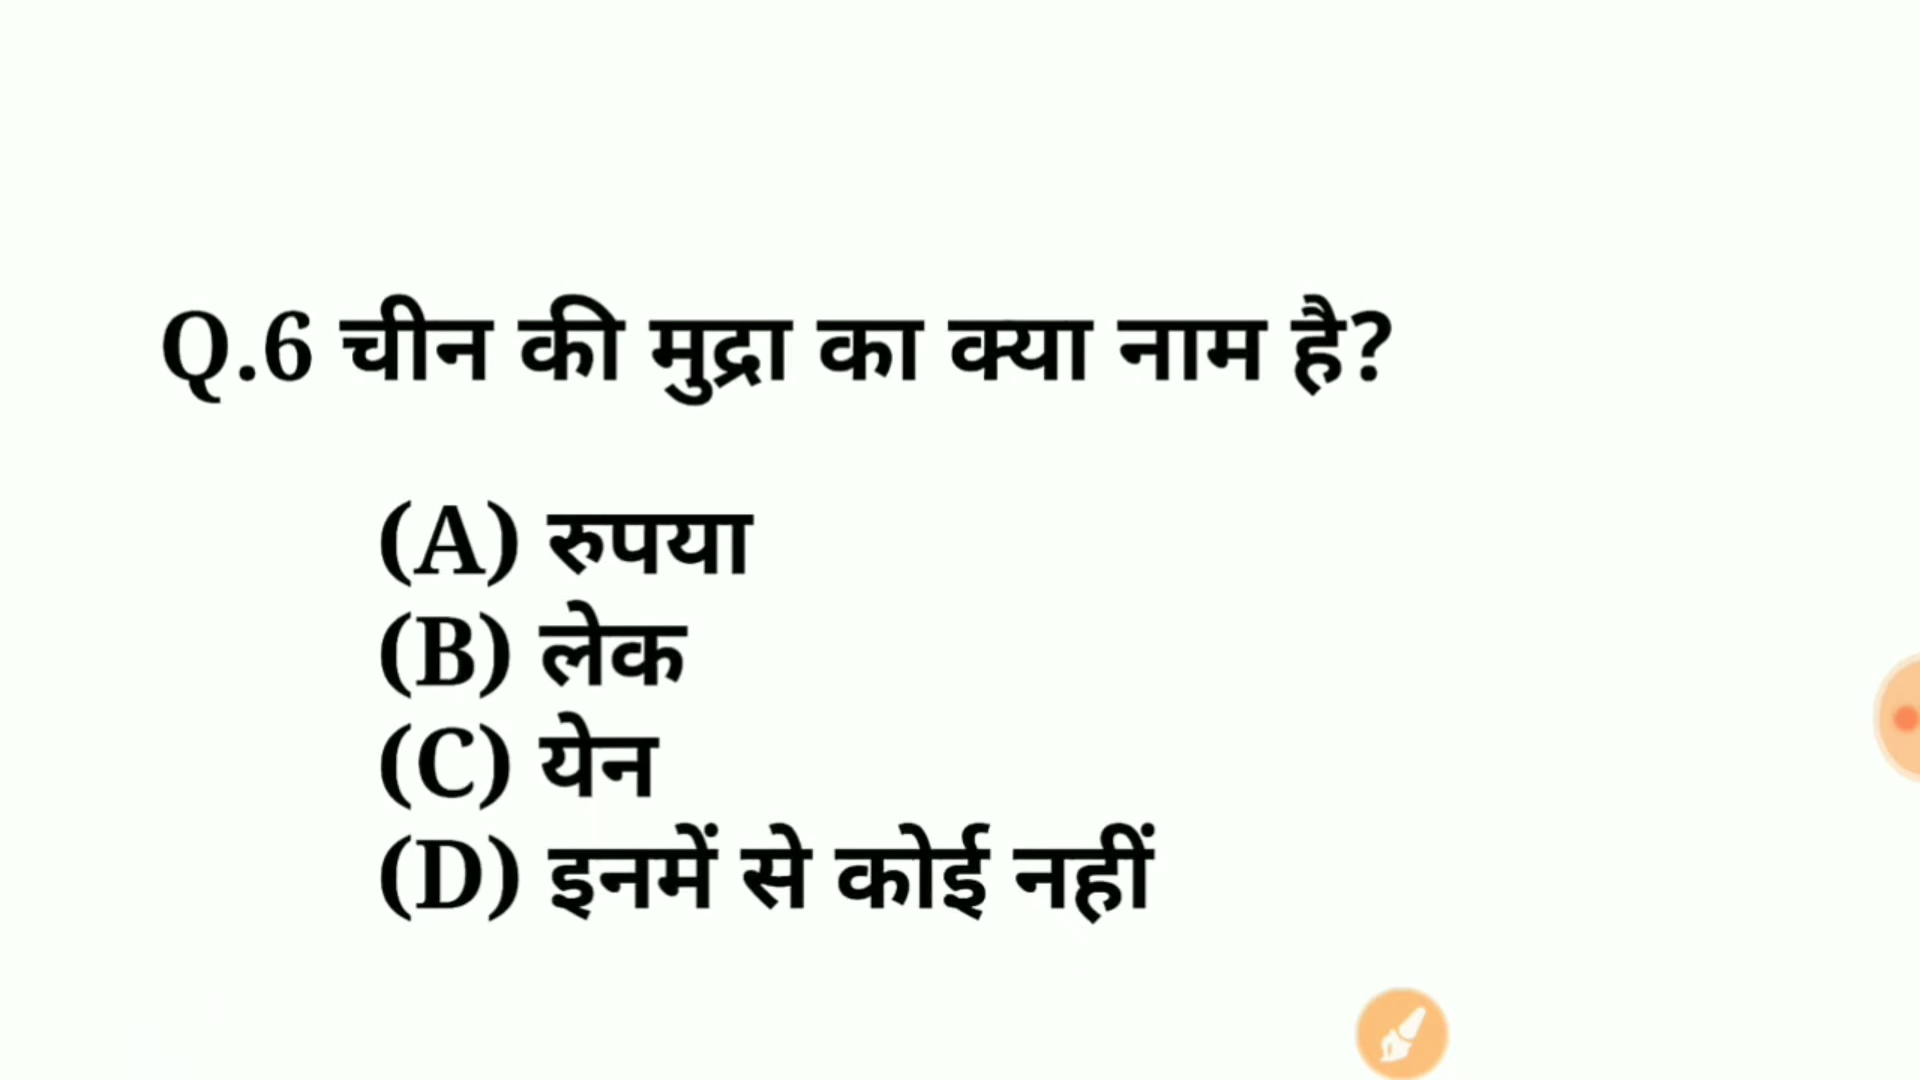 Q.6 चीन की मुद्रा का क्या नाम है?
(A) रुपया
(B) लेक
(C) येन
(D) इनमें से कोई नहीं